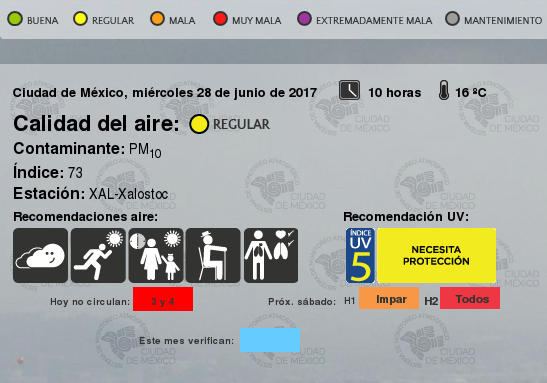 BUENA REGULAR MALA MUY MALA EXTREMADAMENTE MALA MANTENIMIENTO
Ciudad de México, miércoles 28 de junio de 2017 10 horas 16 ºC
Calidad del aire: REGULAR
Contaminante: PM10
Índice: 73
Estación: XAL-Xalostoc
Recomendaciones aire: Recomendación UV:
ÍNDICE UV 5 NECESITA PROTECCIÓN
Hoy no circulan: 3 y 4 Próx. sábado: H1 Impar H2 Todos
Este mes verifican:
CIUDAD DE MÉXICO